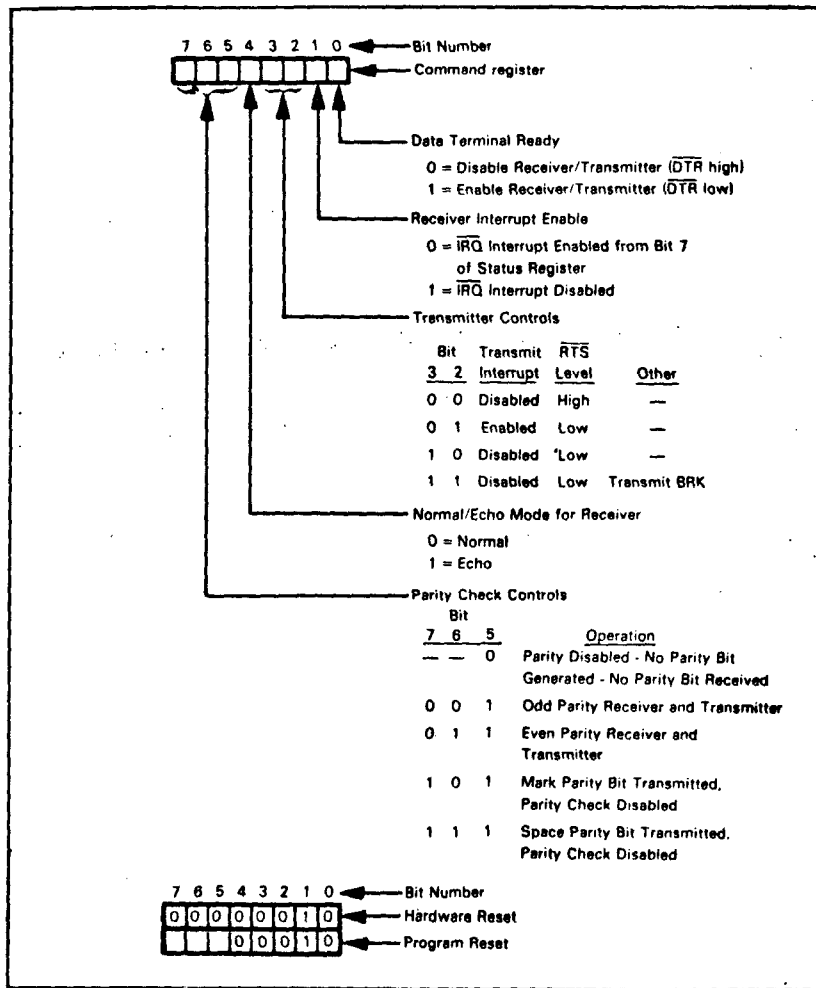 7 6 5 4 3 2 1 0 Bit Number
Command register
Data Terminal Ready
0 = Disable Receiver/Transmitter (DTR high)
1 = Enable Receiver/Transmitter (DTR low)
Receiver Interrupt Enable
0 = IRQ Interrupt Enabled from Bit 7
of Status Register
1 = IRQ Interrupt Disabled
Transmitter Controls
Bit Transmit RTS
3 2 Interrupt Level Other
0 0 Disabled High —
0 1 Enabled Low —
1 0 Disabled Low —
1 1 Disabled Low Transmit BRK
Normal/Echo Mode for Receiver
0 = Normal
1 = Echo
Parity Check Controls
Bit
7 6 5 Operation
— — 0 Parity Disabled - No Parity Bit
Generated - No Parity Bit Received
0 0 1 Odd Parity Receiver and Transmitter
0 1 1 Even Parity Receiver and
Transmitter
1 0 1 Mark Parity Bit Transmitted,
Parity Check Disabled
1 1 1 Space Parity Bit Transmitted,
Parity Check Disabled
7 6 5 4 3 2 1 0 Bit Number
0 0 0 0 0 0 1 0 Hardware Reset
0 0 0 1 0 Program Reset